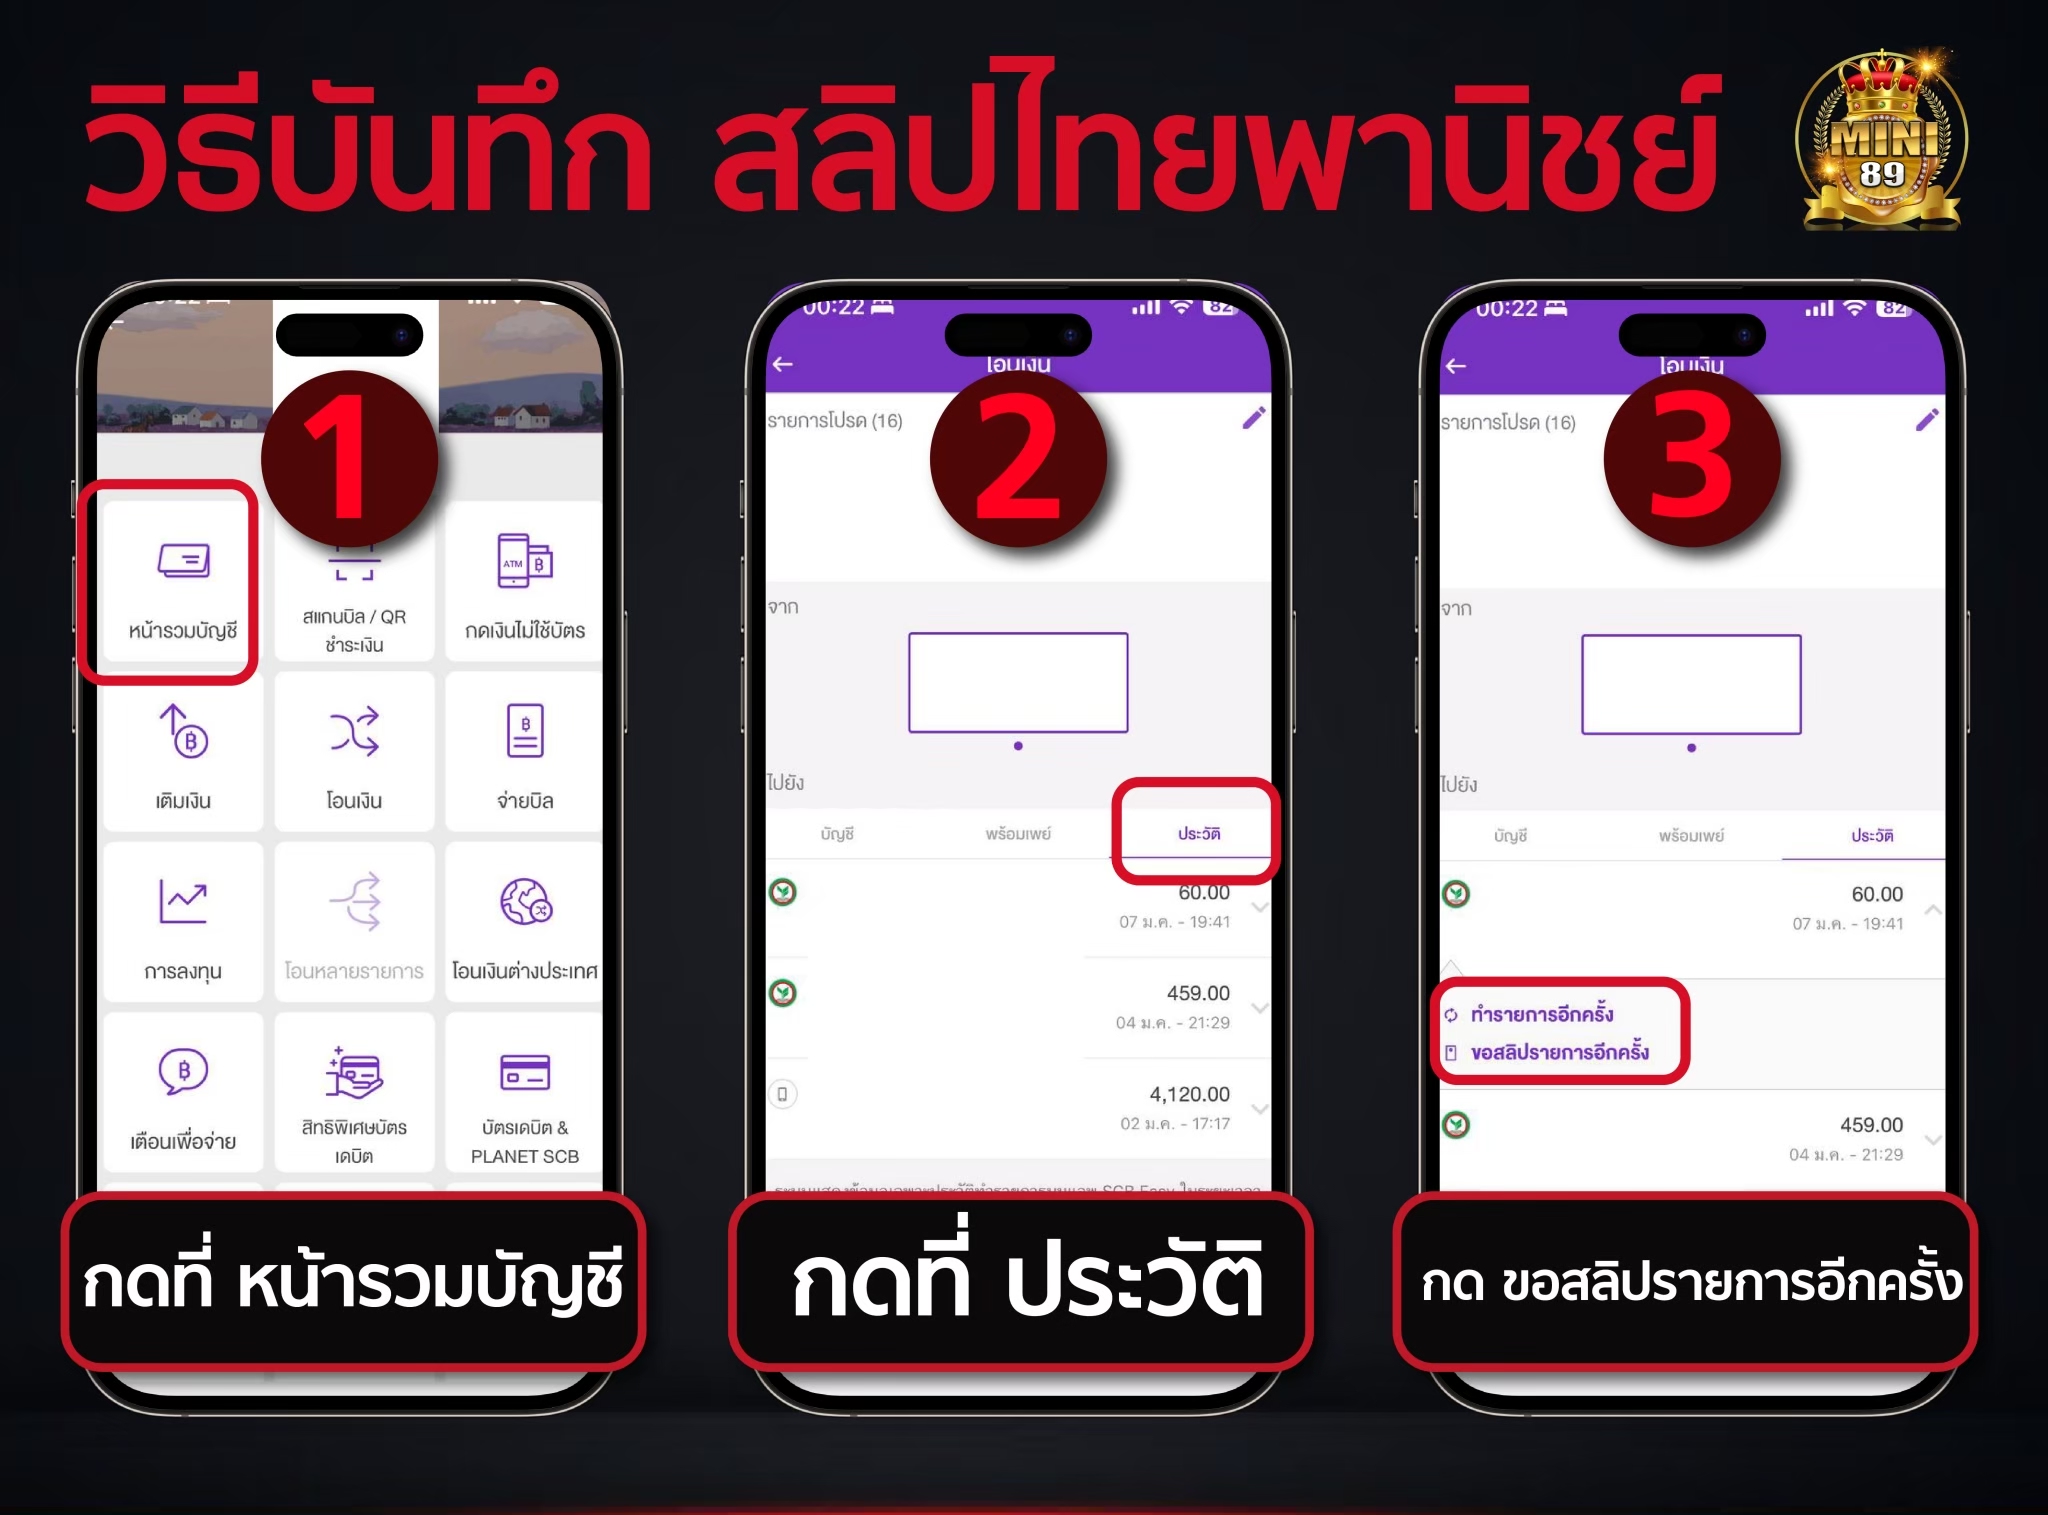 วิธีบันทึก สลิปไทยพานิชย์
MINI
89
1
หน้ารวมบัญชี
สแกนบิล / QR
ชำระเงิน
ATM
฿
กดเงินไม่ใช้บัตร
฿
เติมเงิน
โอนเงิน
฿
จ่ายบิล
การลงทุน
โอนหลายรายการ
โอนเงินต่างประเทศ
฿
เตือนเพื่อจ่าย
สิทธิพิเศษบัตร
เดบิต
บัตรเดบิต &
PLANET SCB
กดที่ หน้ารวมบัญชี
00:22
82
โอนเงิน
2
รายการโปรด (16)
จาก
ไปยัง
บัญชี
พร้อมเพย์
ประวัติ
60.00
07 ม.ค. - 19:41
459.00
04 ม.ค. - 21:29
4,120.00
02 ม.ค. - 17:17
กดที่ ประวัติ
00:22
82
โอนเงิน
3
รายการโปรด (16)
จาก
ไปยัง
บัญชี
พร้อมเพย์
ประวัติ
60.00
07 ม.ค. - 19:41
ทำรายการอีกครั้ง
ขอสลิปรายการอีกครั้ง
459.00
04 ม.ค. - 21:29
กด ขอสลิปรายการอีกครั้ง